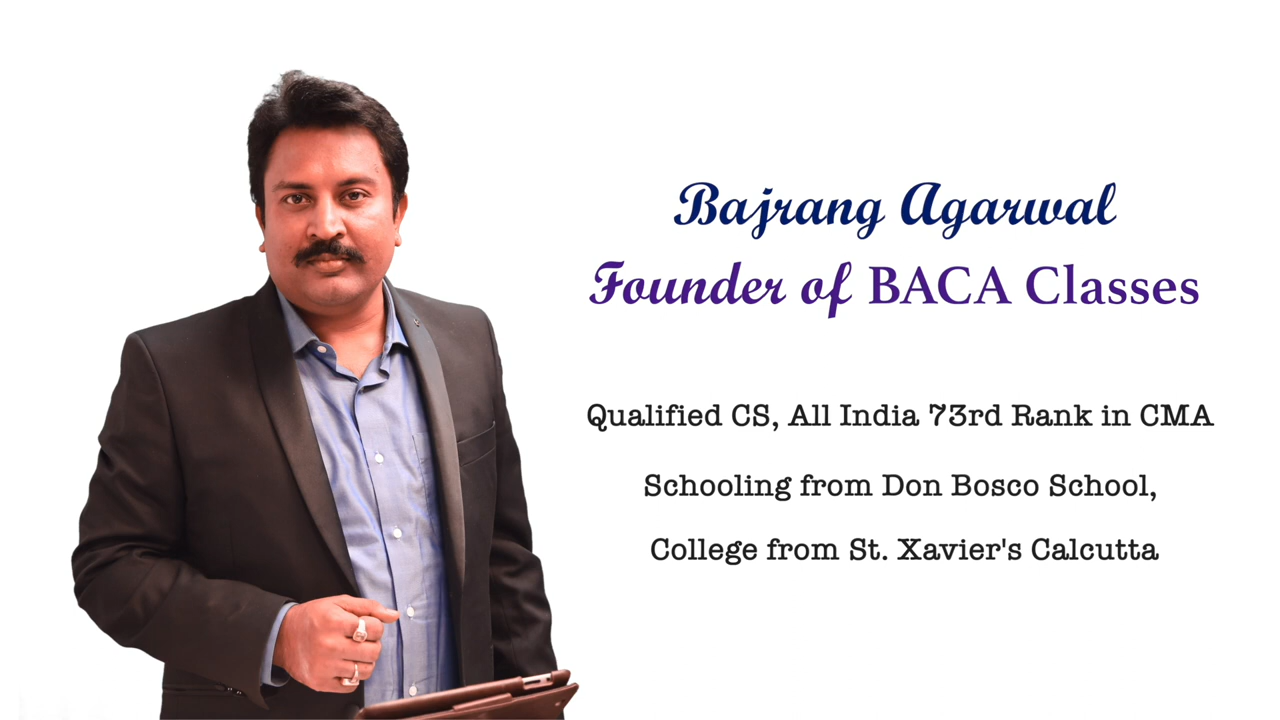 Bajrang Agarwal
Founder of BACA Classes
Qualified CS, All India 73rd Rank in CMA
Schooling from Don Bosco School,
College from St. Xavier's Calcutta